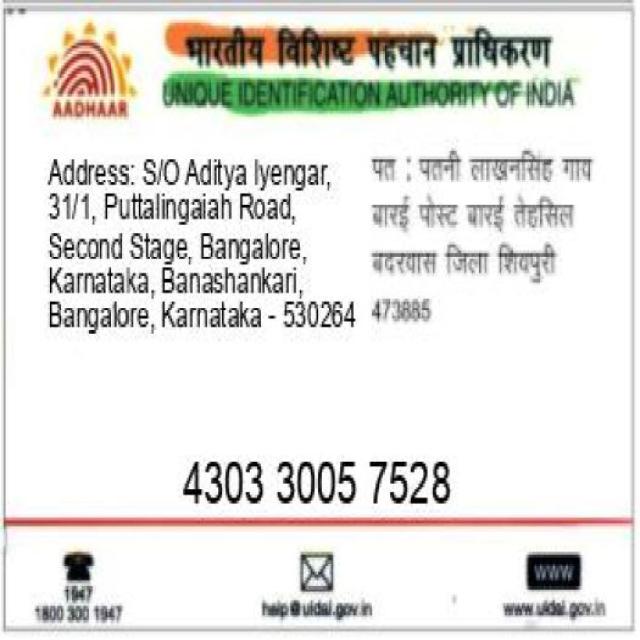 भारतीय विशिष्ट पहचान प्राधिकरण
AADHAAR
UNIQUE IDENTIFICATION AUTHORITY OF INDIA
Address: S/O Aditya Iyengar,
31/1, Puttalingaiah Road,
Second Stage, Bangalore,
Karnataka, Banashankari,
Bangalore, Karnataka - 530264
पत : पतनी लाखनसिंह गाव
बारई पोस्ट बारई तेहसिल
बदरवास जिला शिवपुरी
473885
4303 3005 7528
1947
1800 300 1947
help@uidai.gov.in
WWW
www.uidai.gov.in